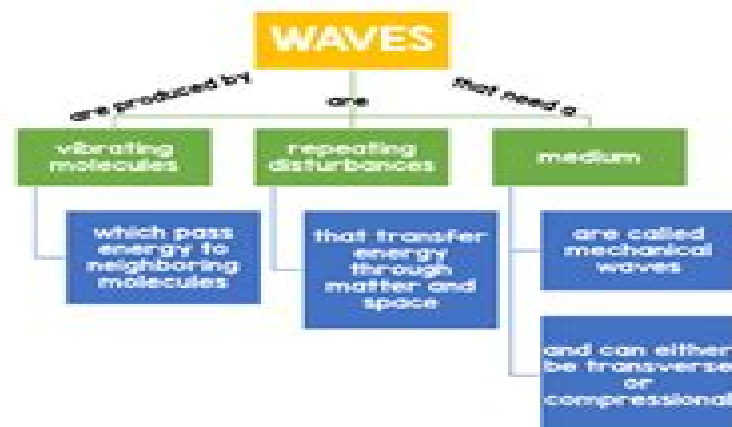 WAVES
are produced by
are
that need a
vibrating
molecules
repeating
disturbances
medium
which pass
energy to
neighboring
molecules
that transfer
energy
through
matter and
space
are called
mechanical
waves
and can either
be transverse
or
compressional